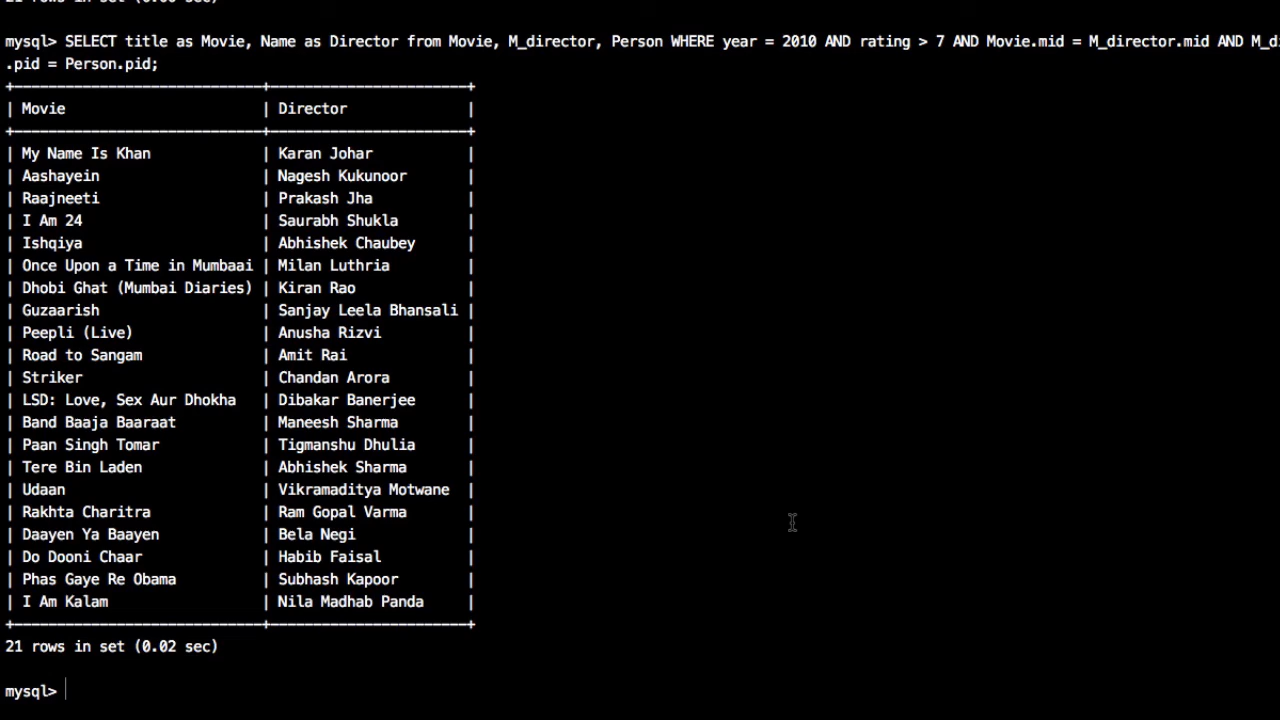 mysql> SELECT title as Movie, Name as Director from Movie, M_director, Person WHERE year = 2010 AND rating > 7 AND Movie.mid = M_director.mid AND
.pid = Person.pid;
| Movie | Director |
| My Name Is Khan | Karan Johar |
| Aashayein | Nagesh Kukunoor |
| Raajneeti | Prakash Jha |
| I Am 24 | Saurabh Shukla |
| Ishqiya | Abhishek Chaubey |
| Once Upon a Time in Mumbaai | Milan Luthria |
| Dhobi Ghat (Mumbai Diaries) | Kiran Rao |
| Guzaarish | Sanjay Leela Bhansali |
| Peepli (Live) | Anusha Rizvi |
| Road to Sangam | Amit Rai |
| Striker | Chandan Arora |
| LSD: Love, Sex Aur Dhokha | Dibakar Banerjee |
| Band Baaja Baaraat | Maneesh Sharma |
| Paan Singh Tomar | Tigmanshu Dhulia |
| Tere Bin Laden | Abhishek Sharma |
| Udaan | Vikramaditya Motwane |
| Rakhta Charitra | Ram Gopal Varma |
| Daayen Ya Baayen | Bela Negi |
| Do Dooni Chaar | Habib Faisal |
| Phas Gaye Re Obama | Subhash Kapoor |
| I Am Kalam | Nila Madhab Panda |
21 rows in set (0.02 sec)
mysql>